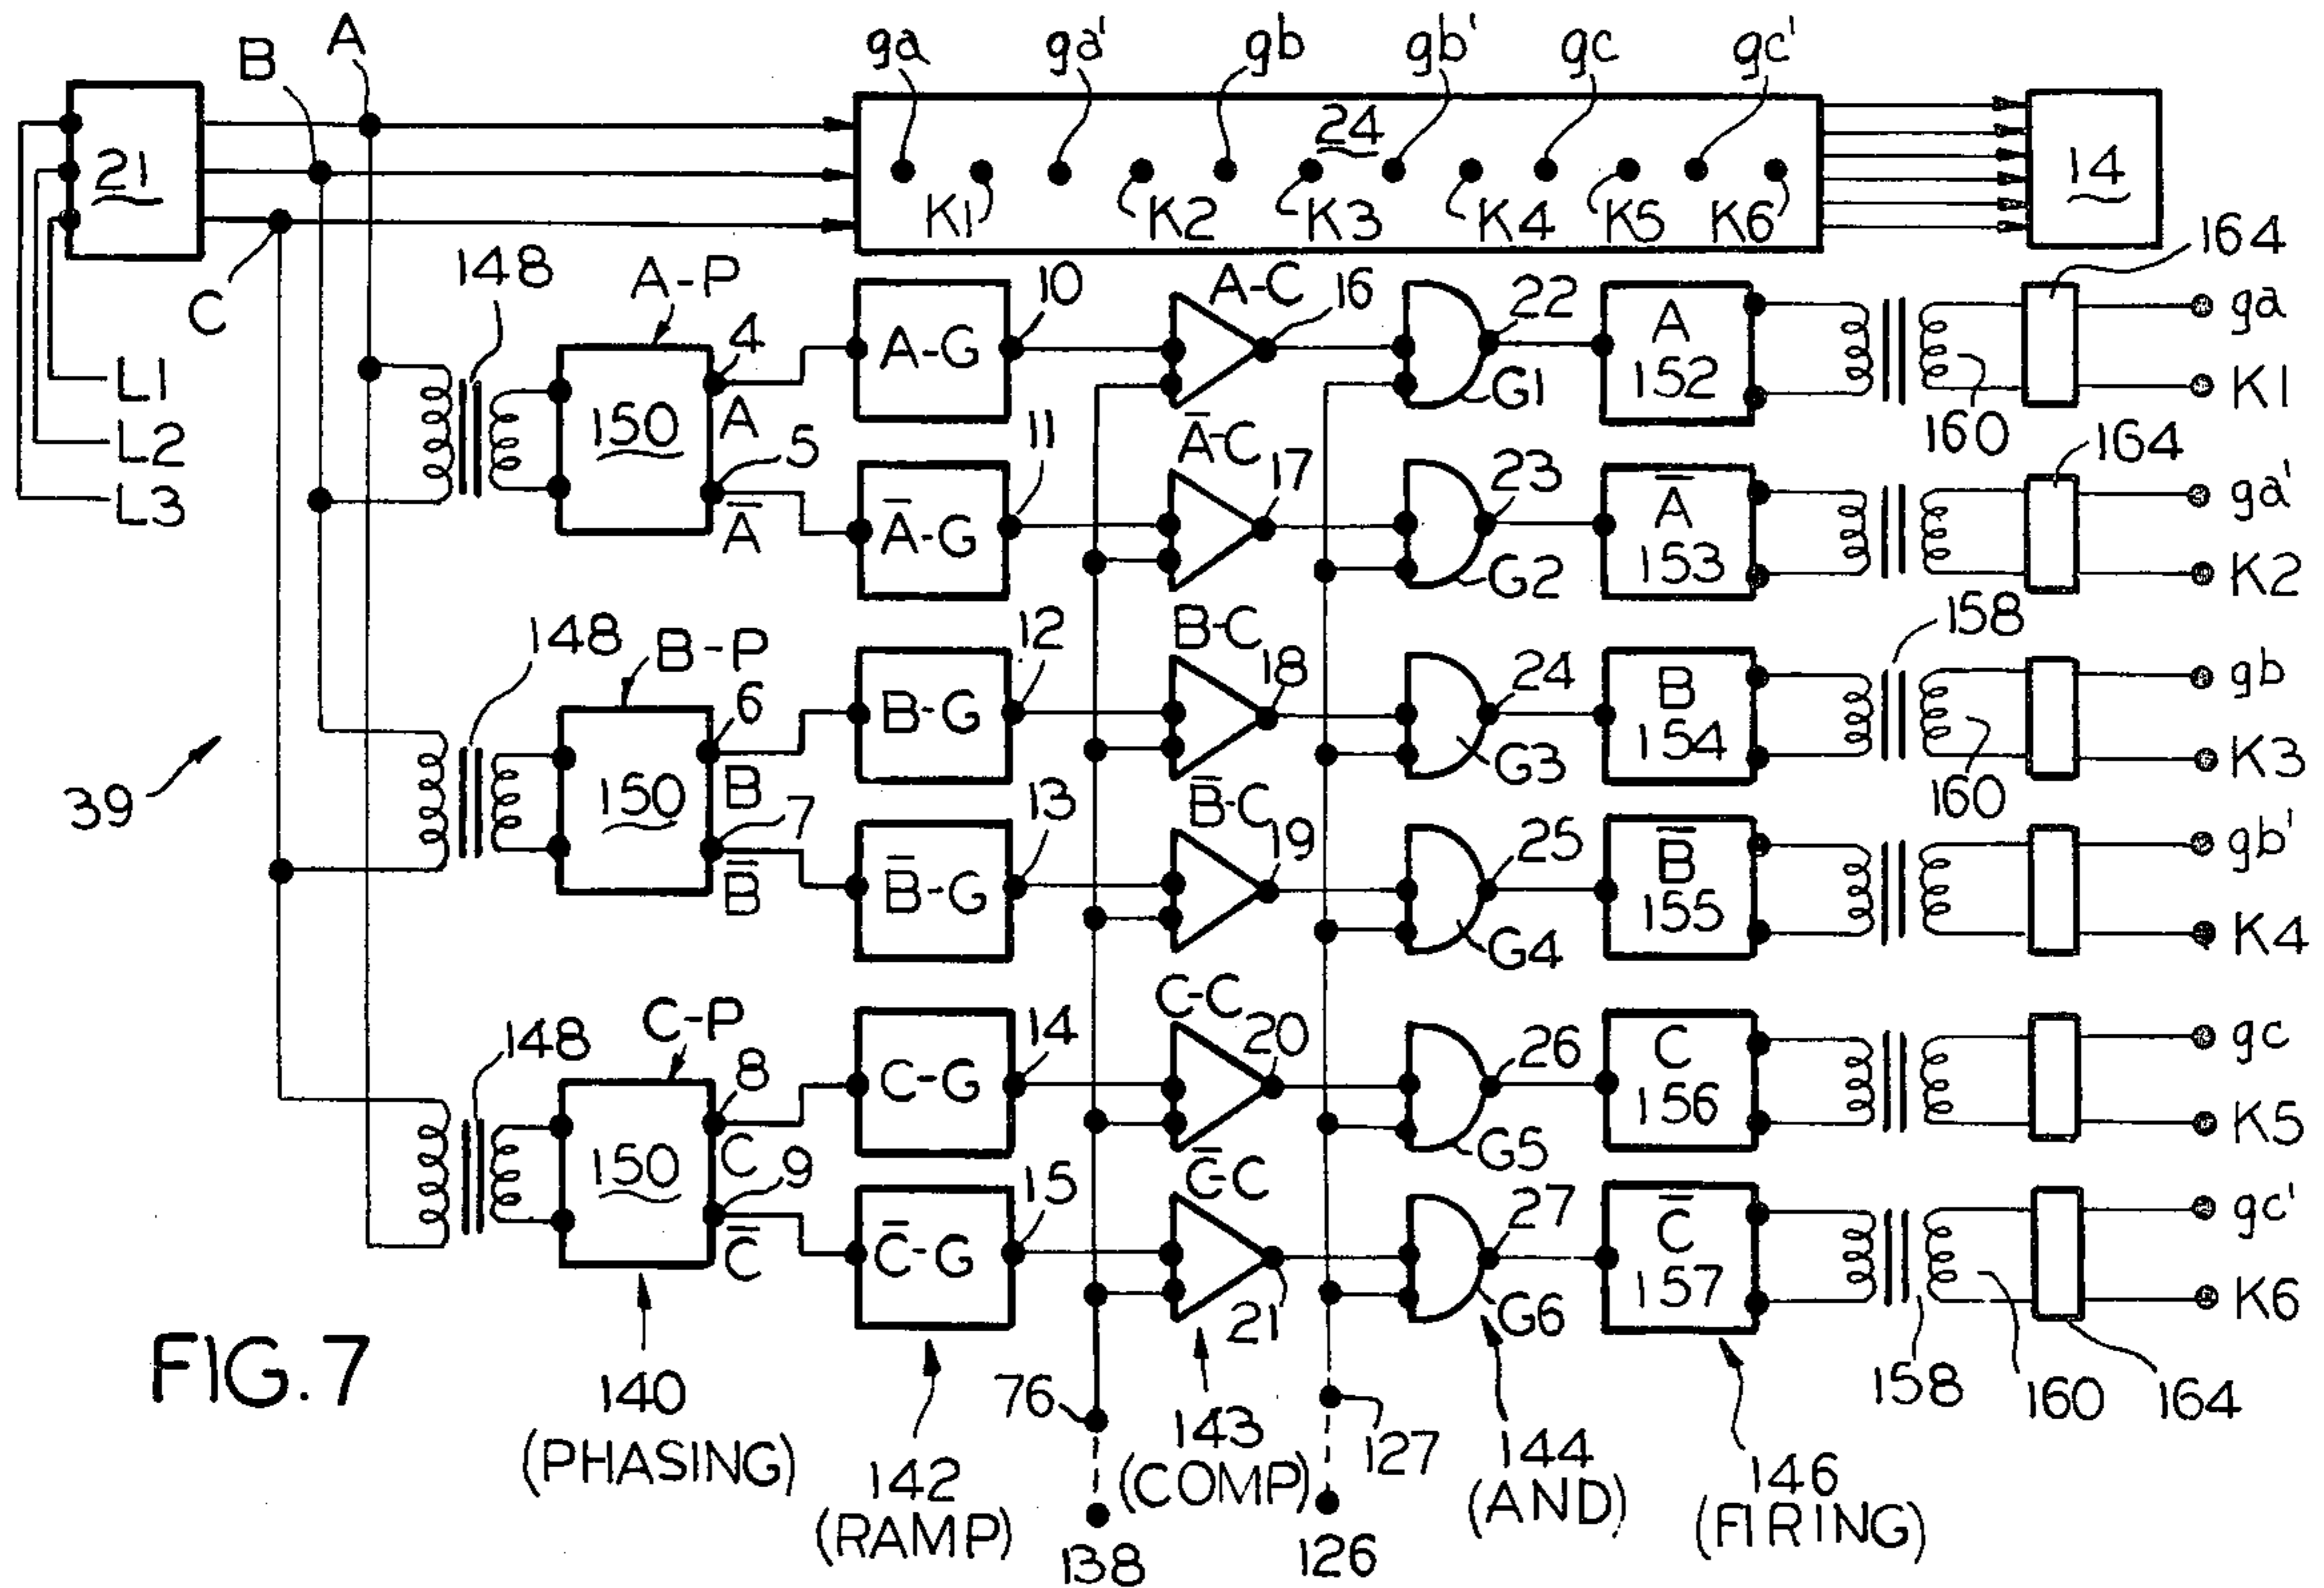 A
B
ga
ga'
gb
gb'
gc
gc'
21
24
14
K1
K2
K3
K4
K5
K6
C
L1
L2
L3
148
A-P
150
4
A
5
A̅
A-G
10
A̅-G
11
A-C
16
A̅-C
17
22
G1
23
G2
A
152
A̅
153
160
164
ga
K1
164
ga'
K2
39
148
B-P
150
6
B
7
B̅
B-G
12
B̅-G
13
B-C
18
B̅-C
19
24
G3
25
G4
B
154
B̅
155
158
160
gb
K3
gb'
K4
148
C-P
150
8
C
9
C̅
C-G
14
C̅-G
15
C-C
20
C̅-C
21
26
G5
27
G6
C
156
C̅
157
gc
K5
gc'
K6
158
160
164
FIG.7
140
(PHASING)
142
(RAMP)
76
138
143
(COMP)
127
126
144
(AND)
146
(FIRING)